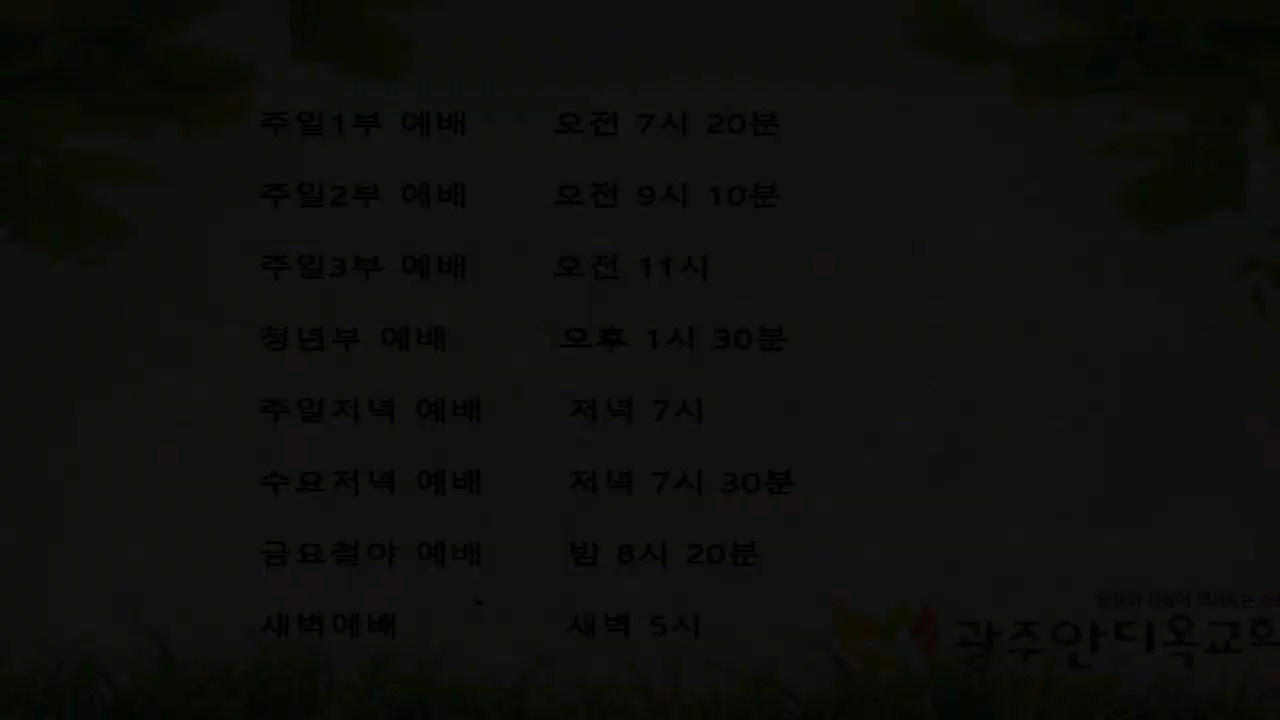 주일1부 예배 오전 7시 20분
주일2부 예배 오전 9시 10분
주일3부 예배 오전 11시
청년부 예배 오후 1시 30분
주일저녁 예배 저녁 7시
수요저녁 예배 저녁 7시 30분
금요철야 예배 밤 8시 20분
새벽예배 새벽 5시
광주안디옥교회